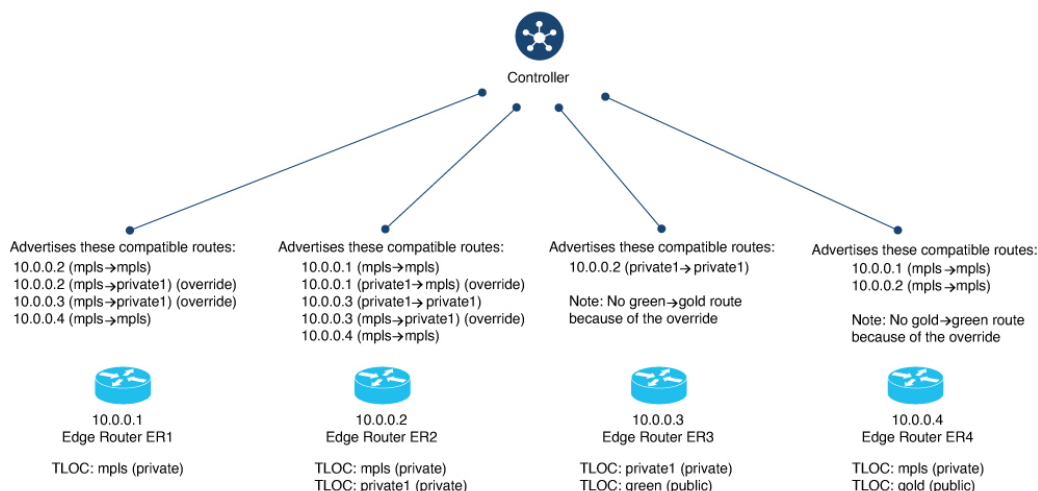 Controller
Advertises these compatible routes:
10.0.0.2 (mpls→mpls)
10.0.0.2 (mpls→private1) (override)
10.0.0.3 (mpls→private1) (override)
10.0.0.4 (mpls→mpls)
10.0.0.1
Edge Router ER1
TLOC: mpls (private)
Advertises these compatible routes:
10.0.0.1 (mpls→mpls)
10.0.0.1 (private1→mpls) (override)
10.0.0.3 (private1→private1)
10.0.0.3 (mpls→private1) (override)
10.0.0.4 (mpls→mpls)
10.0.0.2
Edge Router ER2
TLOC: mpls (private)
TLOC: private1 (private)
Advertises these compatible routes:
10.0.0.2 (private1→private1)
Note: No green→gold route
because of the override
10.0.0.3
Edge Router ER3
TLOC: private1 (private)
TLOC: green (public)
Advertises these compatible routes:
10.0.0.1 (mpls→mpls)
10.0.0.2 (mpls→mpls)
Note: No gold→green route
because of the override
10.0.0.4
Edge Router ER4
TLOC: mpls (private)
TLOC: gold (public)